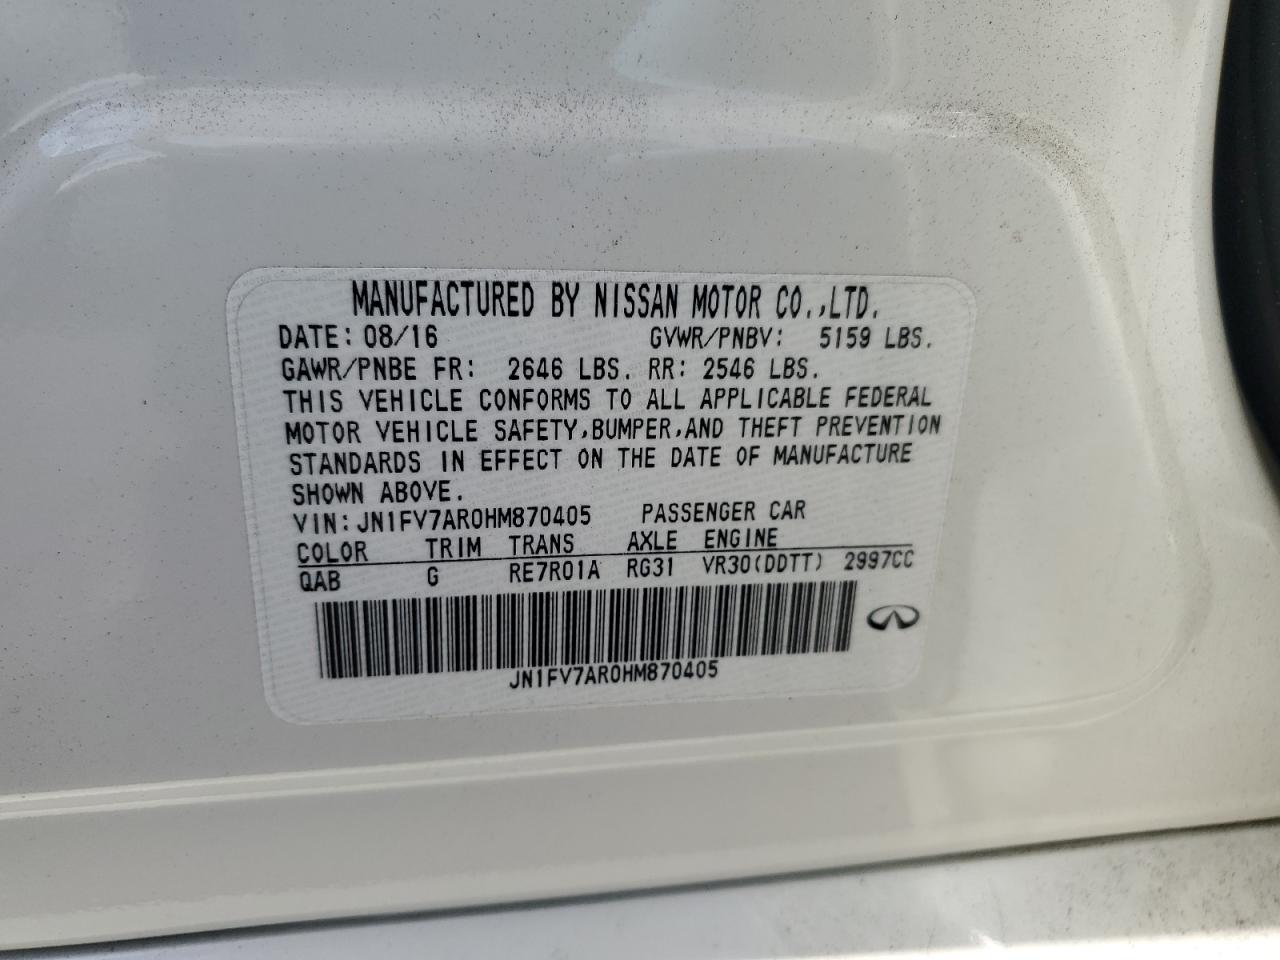 MANUFACTURED BY NISSAN MOTOR CO.,LTD.
DATE: 08/16 GVWR/PNBV: 5159 LBS.
GAWR/PNBE FR: 2646 LBS. RR: 2546 LBS.
THIS VEHICLE CONFORMS TO ALL APPLICABLE FEDERAL
MOTOR VEHICLE SAFETY,BUMPER,AND THEFT PREVENTION
STANDARDS IN EFFECT ON THE DATE OF MANUFACTURE
SHOWN ABOVE.
VIN: JN1FV7AR0HM870405 PASSENGER CAR
COLOR TRIM TRANS AXLE ENGINE
QAB G RE7R01A RG31 VR30(DDTT) 2997CC
JN1FV7AR0HM870405